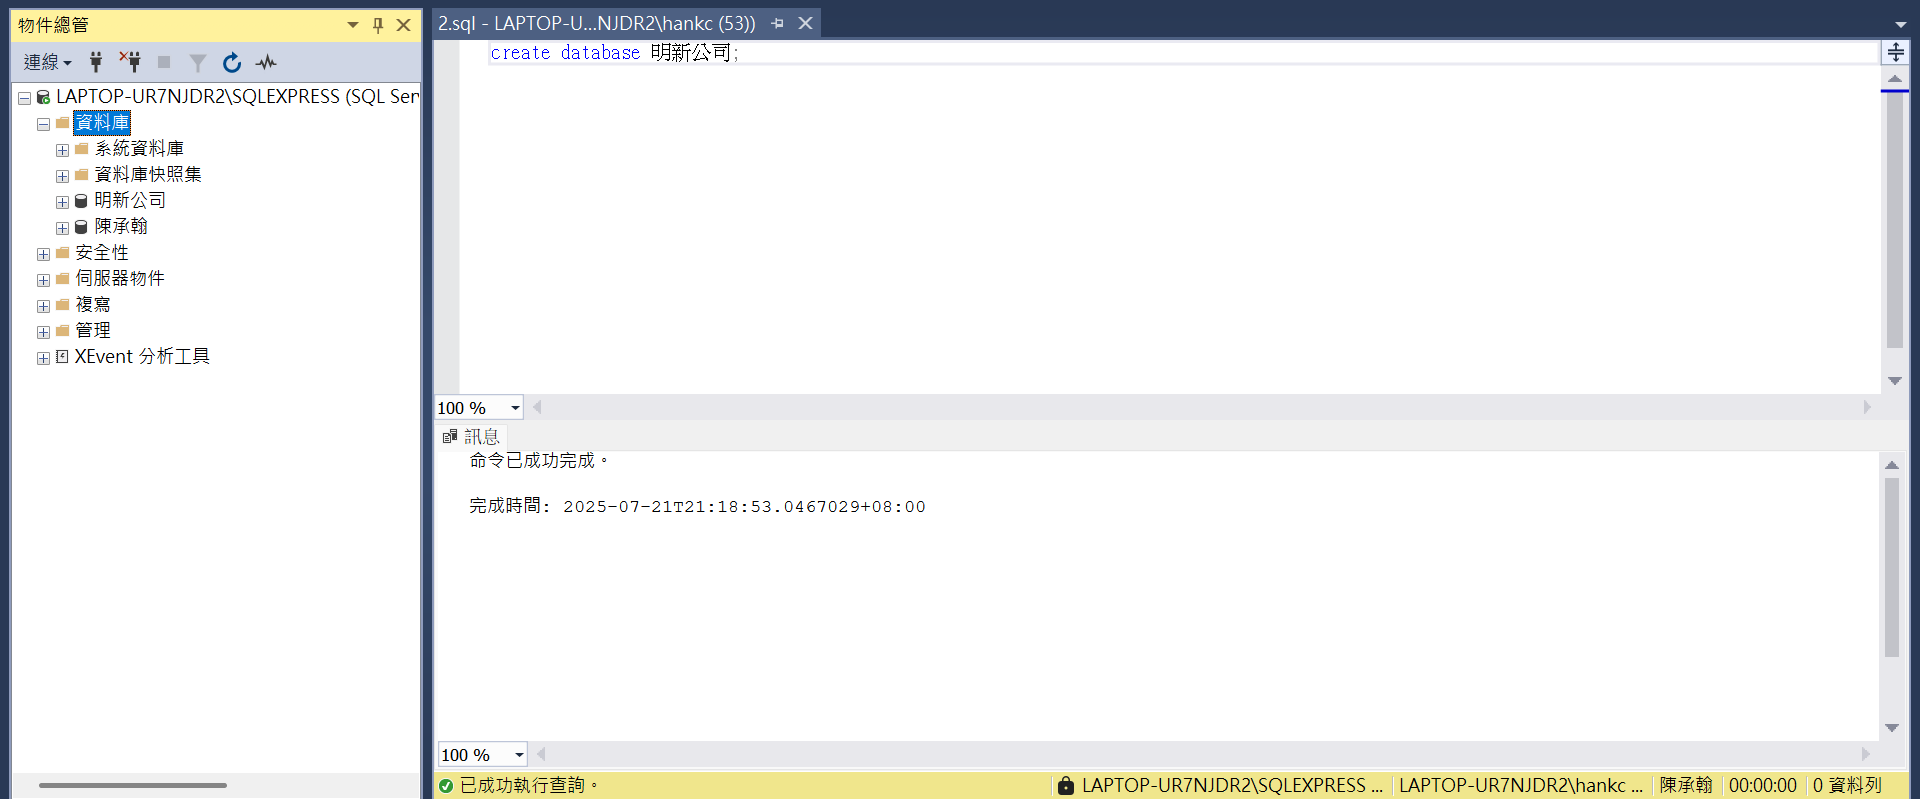 物件總管
連線
LAPTOP-UR7NJDR2\SQLEXPRESS (SQL Ser
資料庫
系統資料庫
資料庫快照集
明新公司
陳承翰
安全性
伺服器物件
複寫
管理
XEvent 分析工具
2.sql - LAPTOP-U...NJDR2\hankc (53))
create database 明新公司;
100 %
訊息
命令已成功完成。
完成時間: 2025-07-21T21:18:53.0467029+08:00
100 %
已成功執行查詢。
LAPTOP-UR7NJDR2\SQLEXPRESS ...
LAPTOP-UR7NJDR2\hankc ...
陳承翰
00:00:00
0 資料列